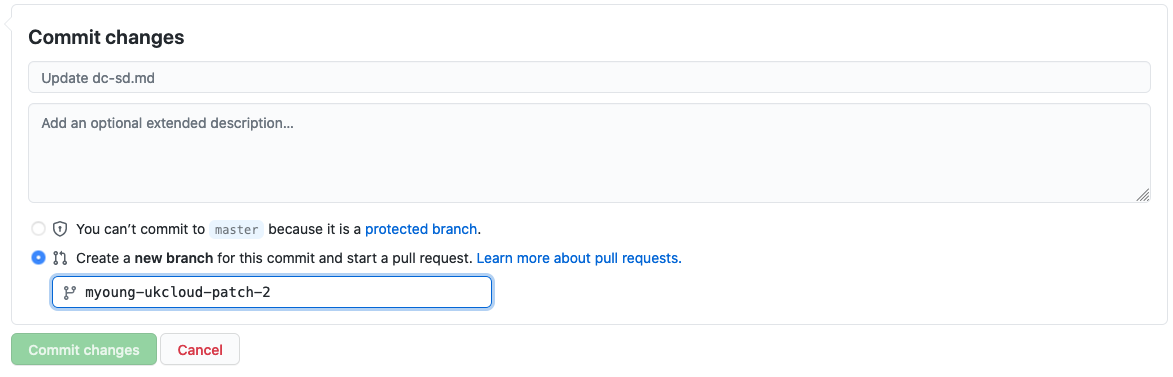 Commit changes
Update dc-sd.md
Add an optional extended description…
You can’t commit to master because it is a protected branch.
Create a new branch for this commit and start a pull request. Learn more about pull requests.
myoung-ukcloud-patch-2
Commit changes Cancel